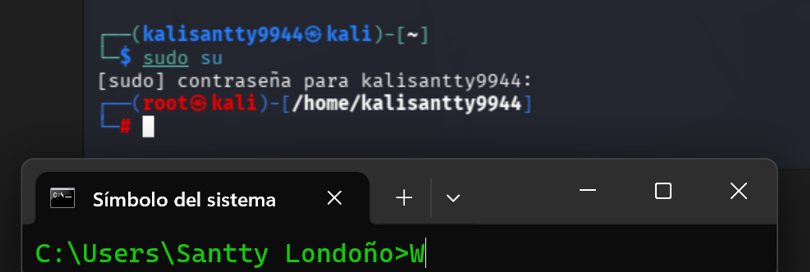 ┌──(kalisantty9944㉿kali)-[~]
└─$ sudo su
[sudo] contraseña para kalisantty9944:
┌──(root㉿kali)-[/home/kalisantty9944]
└─#
Símbolo del sistema
C:\Users\Santty Londoño>W